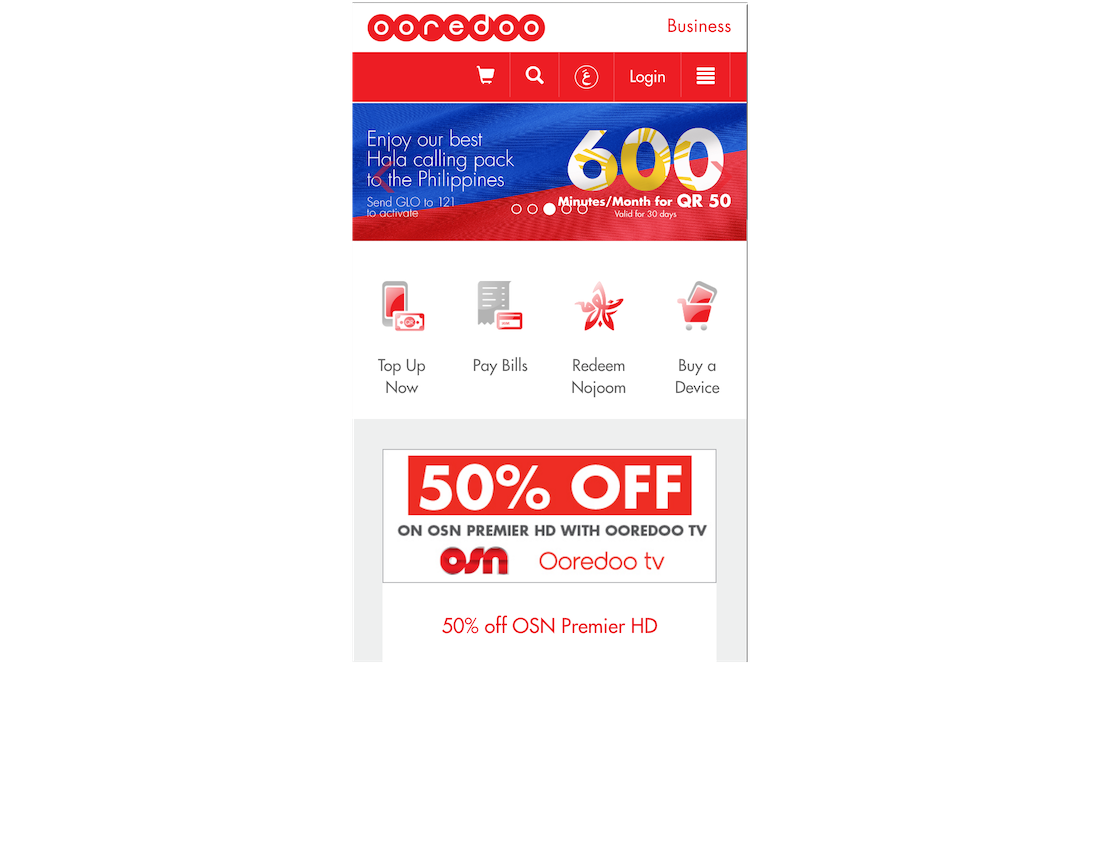 ooredoo
Business
ع
Login
Enjoy our best
Hala calling pack
to the Philippines
Send GLO to 121
to activate
600
Minutes/Month for QR 50
Valid for 30 days
Top Up
Now
Pay Bills
Redeem
Nojoom
Buy a
Device
50% OFF
ON OSN PREMIER HD WITH OOREDOO TV
osn
Ooredoo tv
50% off OSN Premier HD